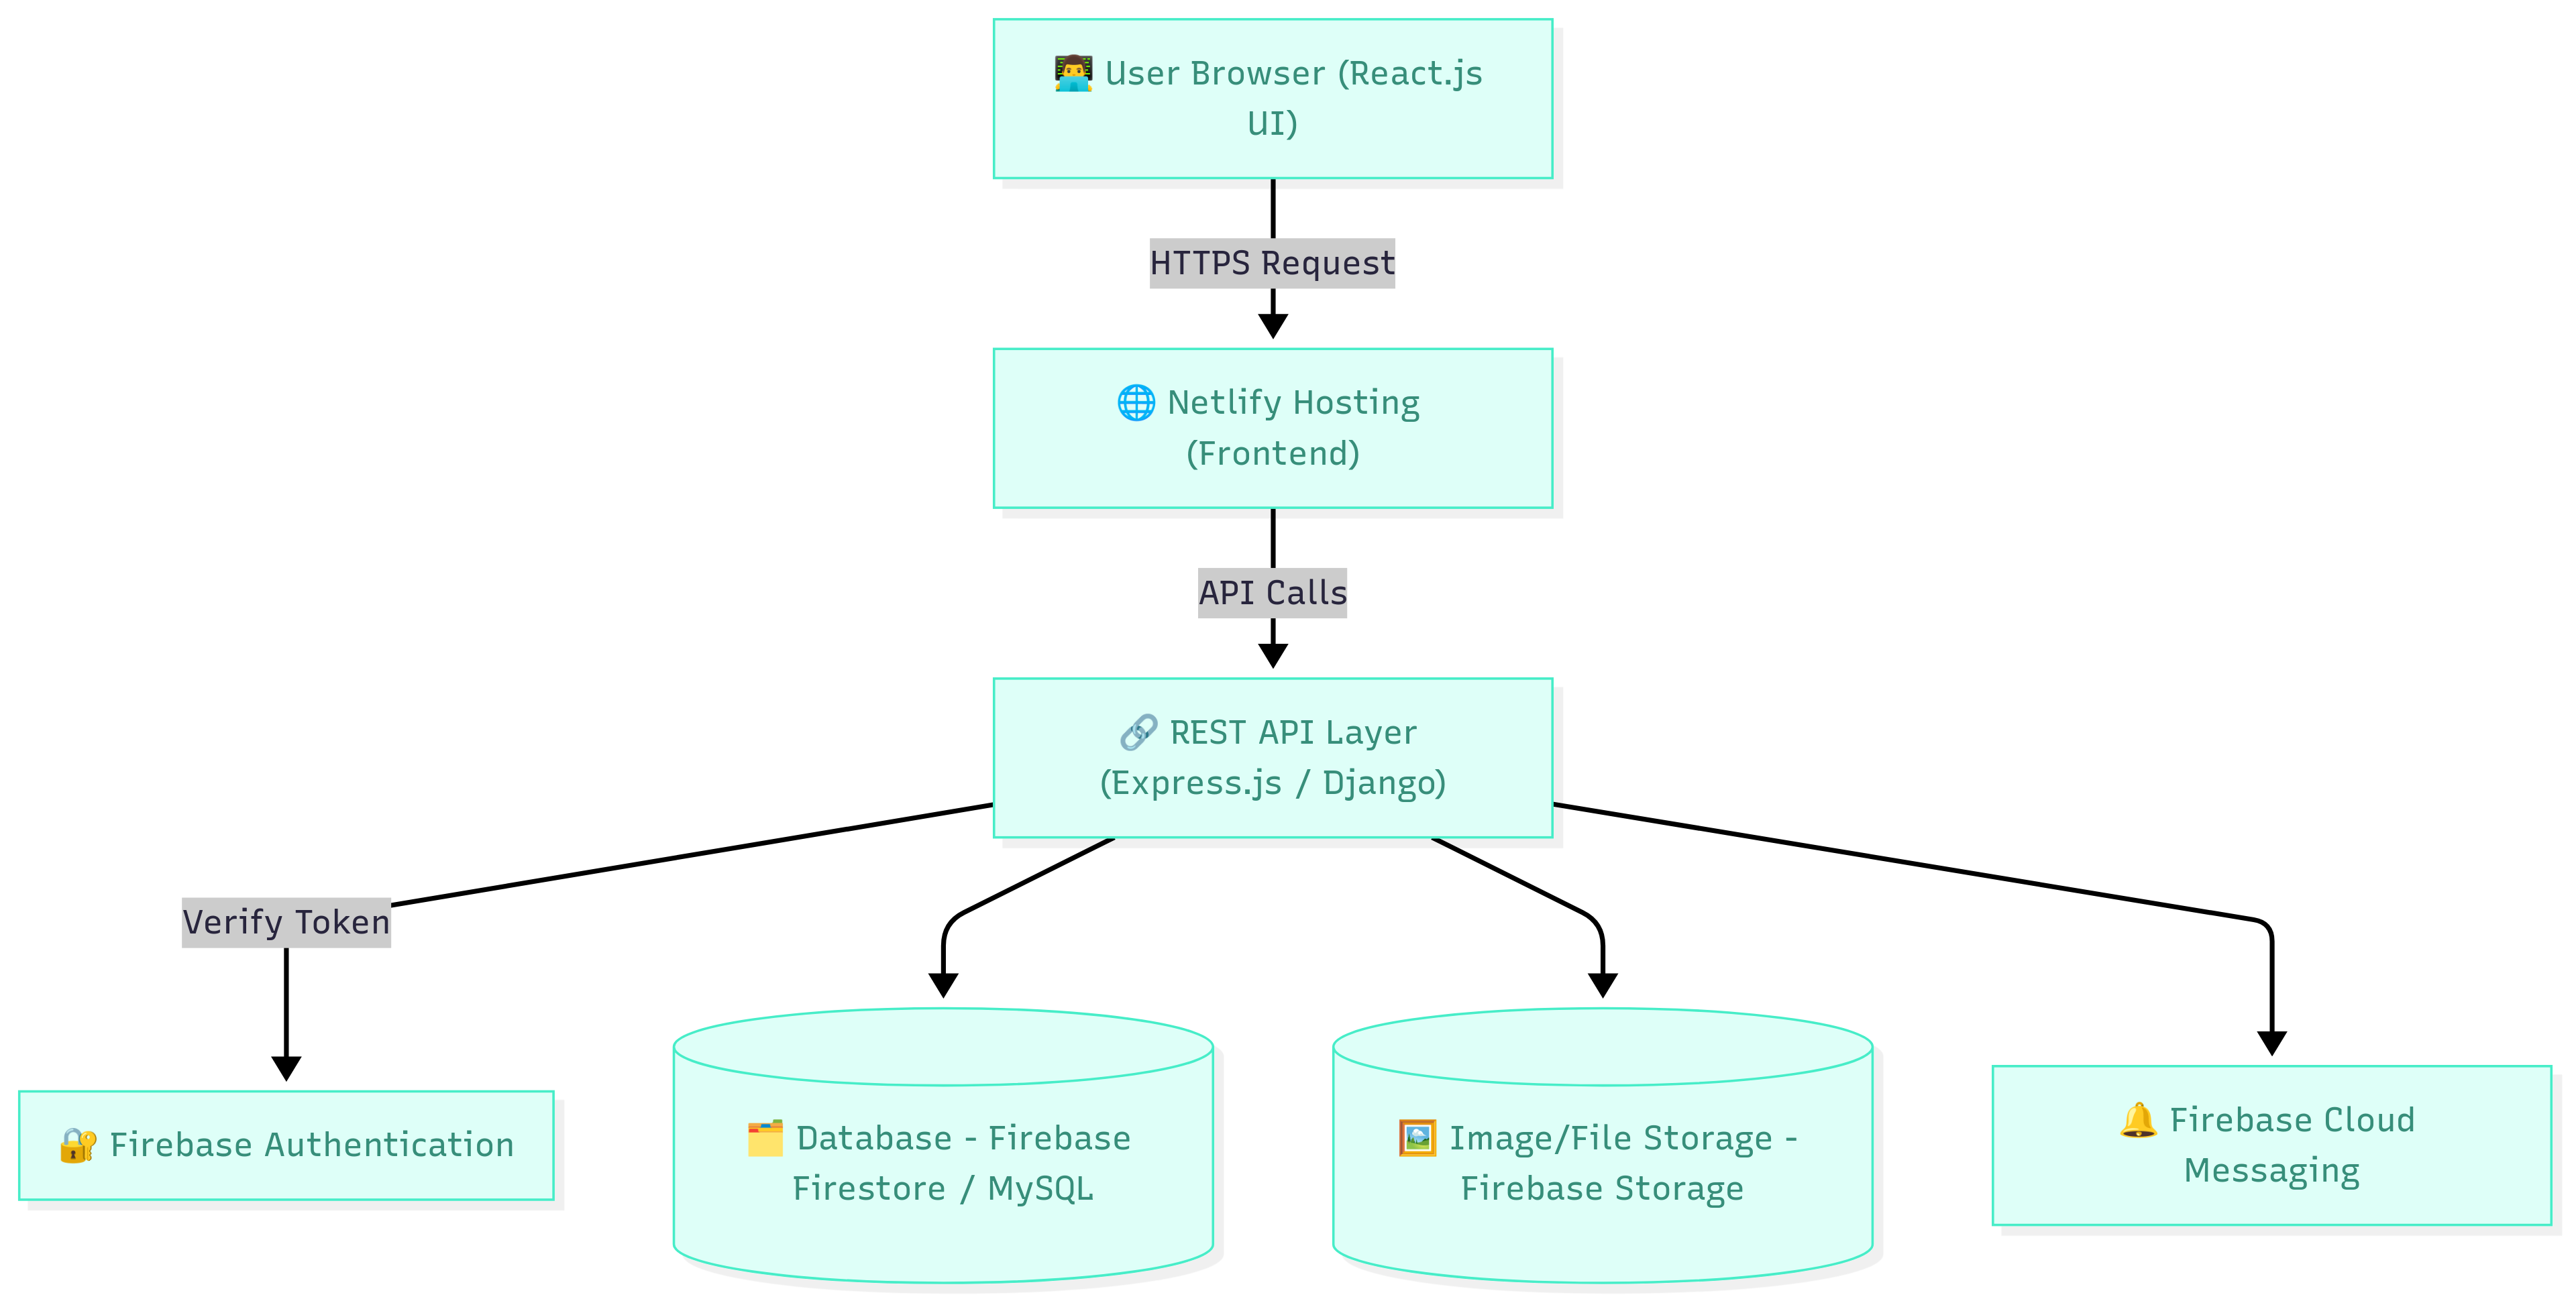 User Browser (React.js
UI)
HTTPS Request
Netlify Hosting
(Frontend)
API Calls
REST API Layer
(Express.js / Django)
Verify Token
Firebase Authentication
Database - Firebase
Firestore / MySQL
Image/File Storage -
Firebase Storage
Firebase Cloud
Messaging